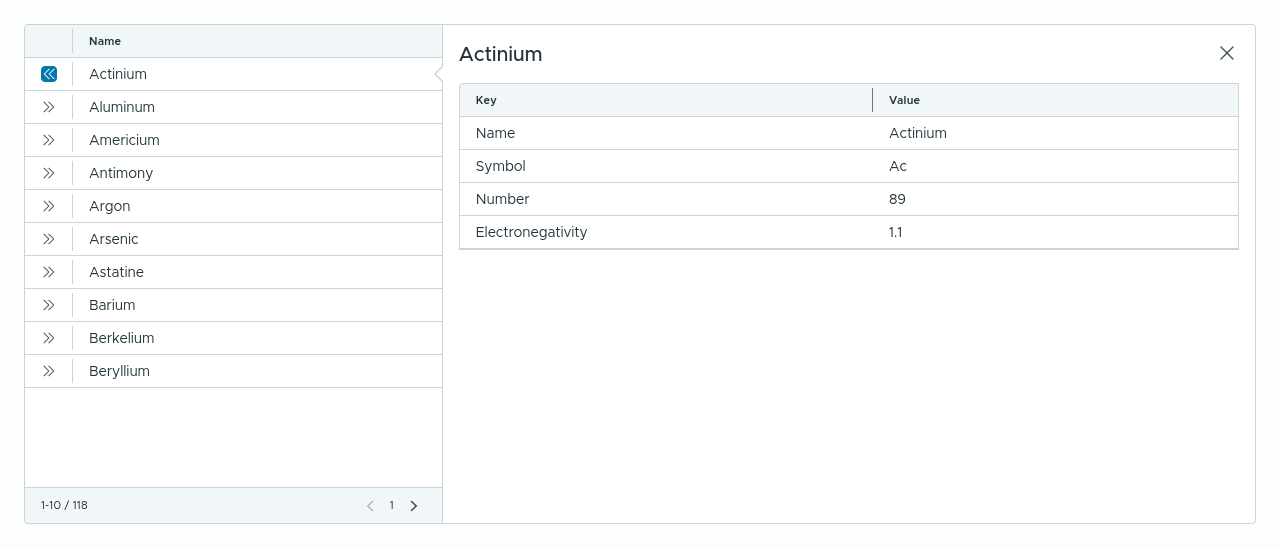 Name
Actinium
Aluminum
Americium
Antimony
Argon
Arsenic
Astatine
Barium
Berkelium
Beryllium
1-10 / 118
1
Actinium
Key Value
Name Actinium
Symbol Ac
Number 89
Electronegativity 1.1